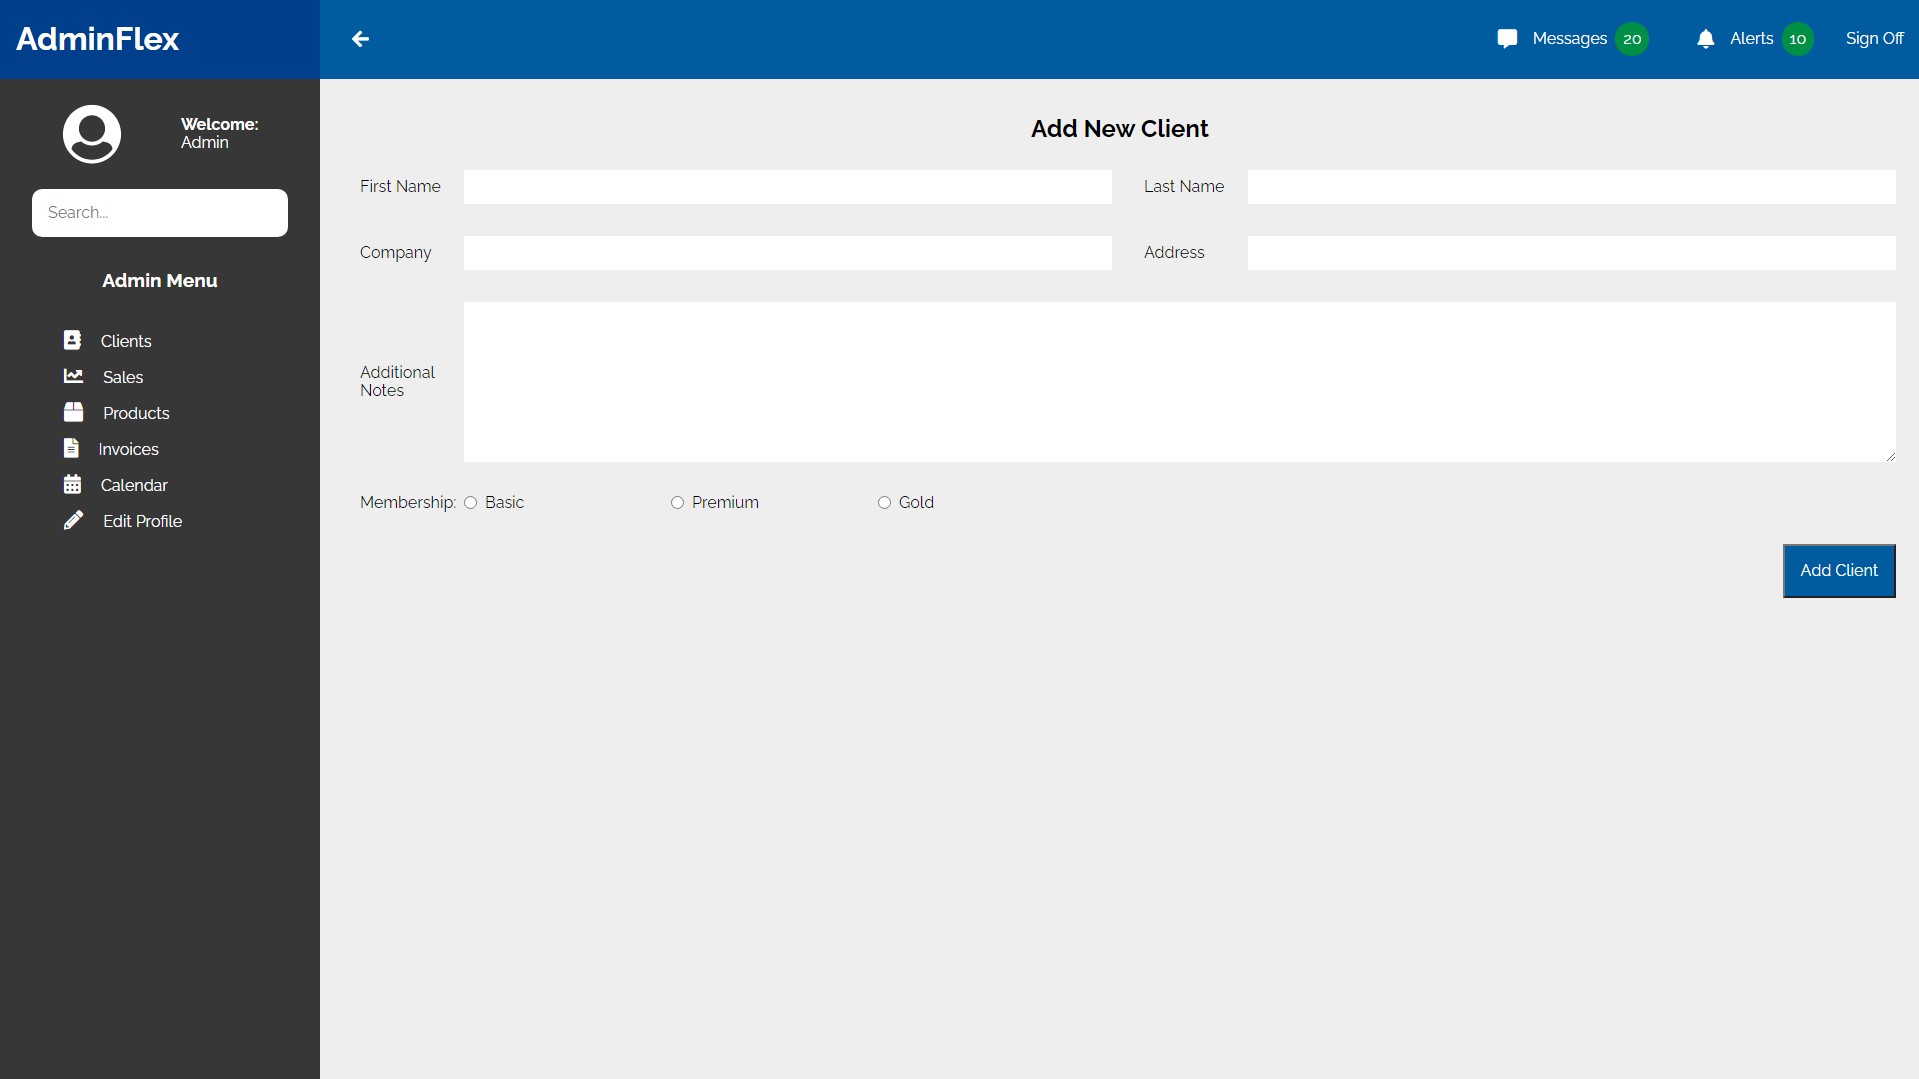 AdminFlex
Messages 20
Alerts 10
Sign Off
Welcome:
Admin
Search...
Admin Menu
Clients
Sales
Products
Invoices
Calendar
Edit Profile
Add New Client
First Name
Last Name
Company
Address
Additional
Notes
Membership: Basic Premium Gold
Add Client